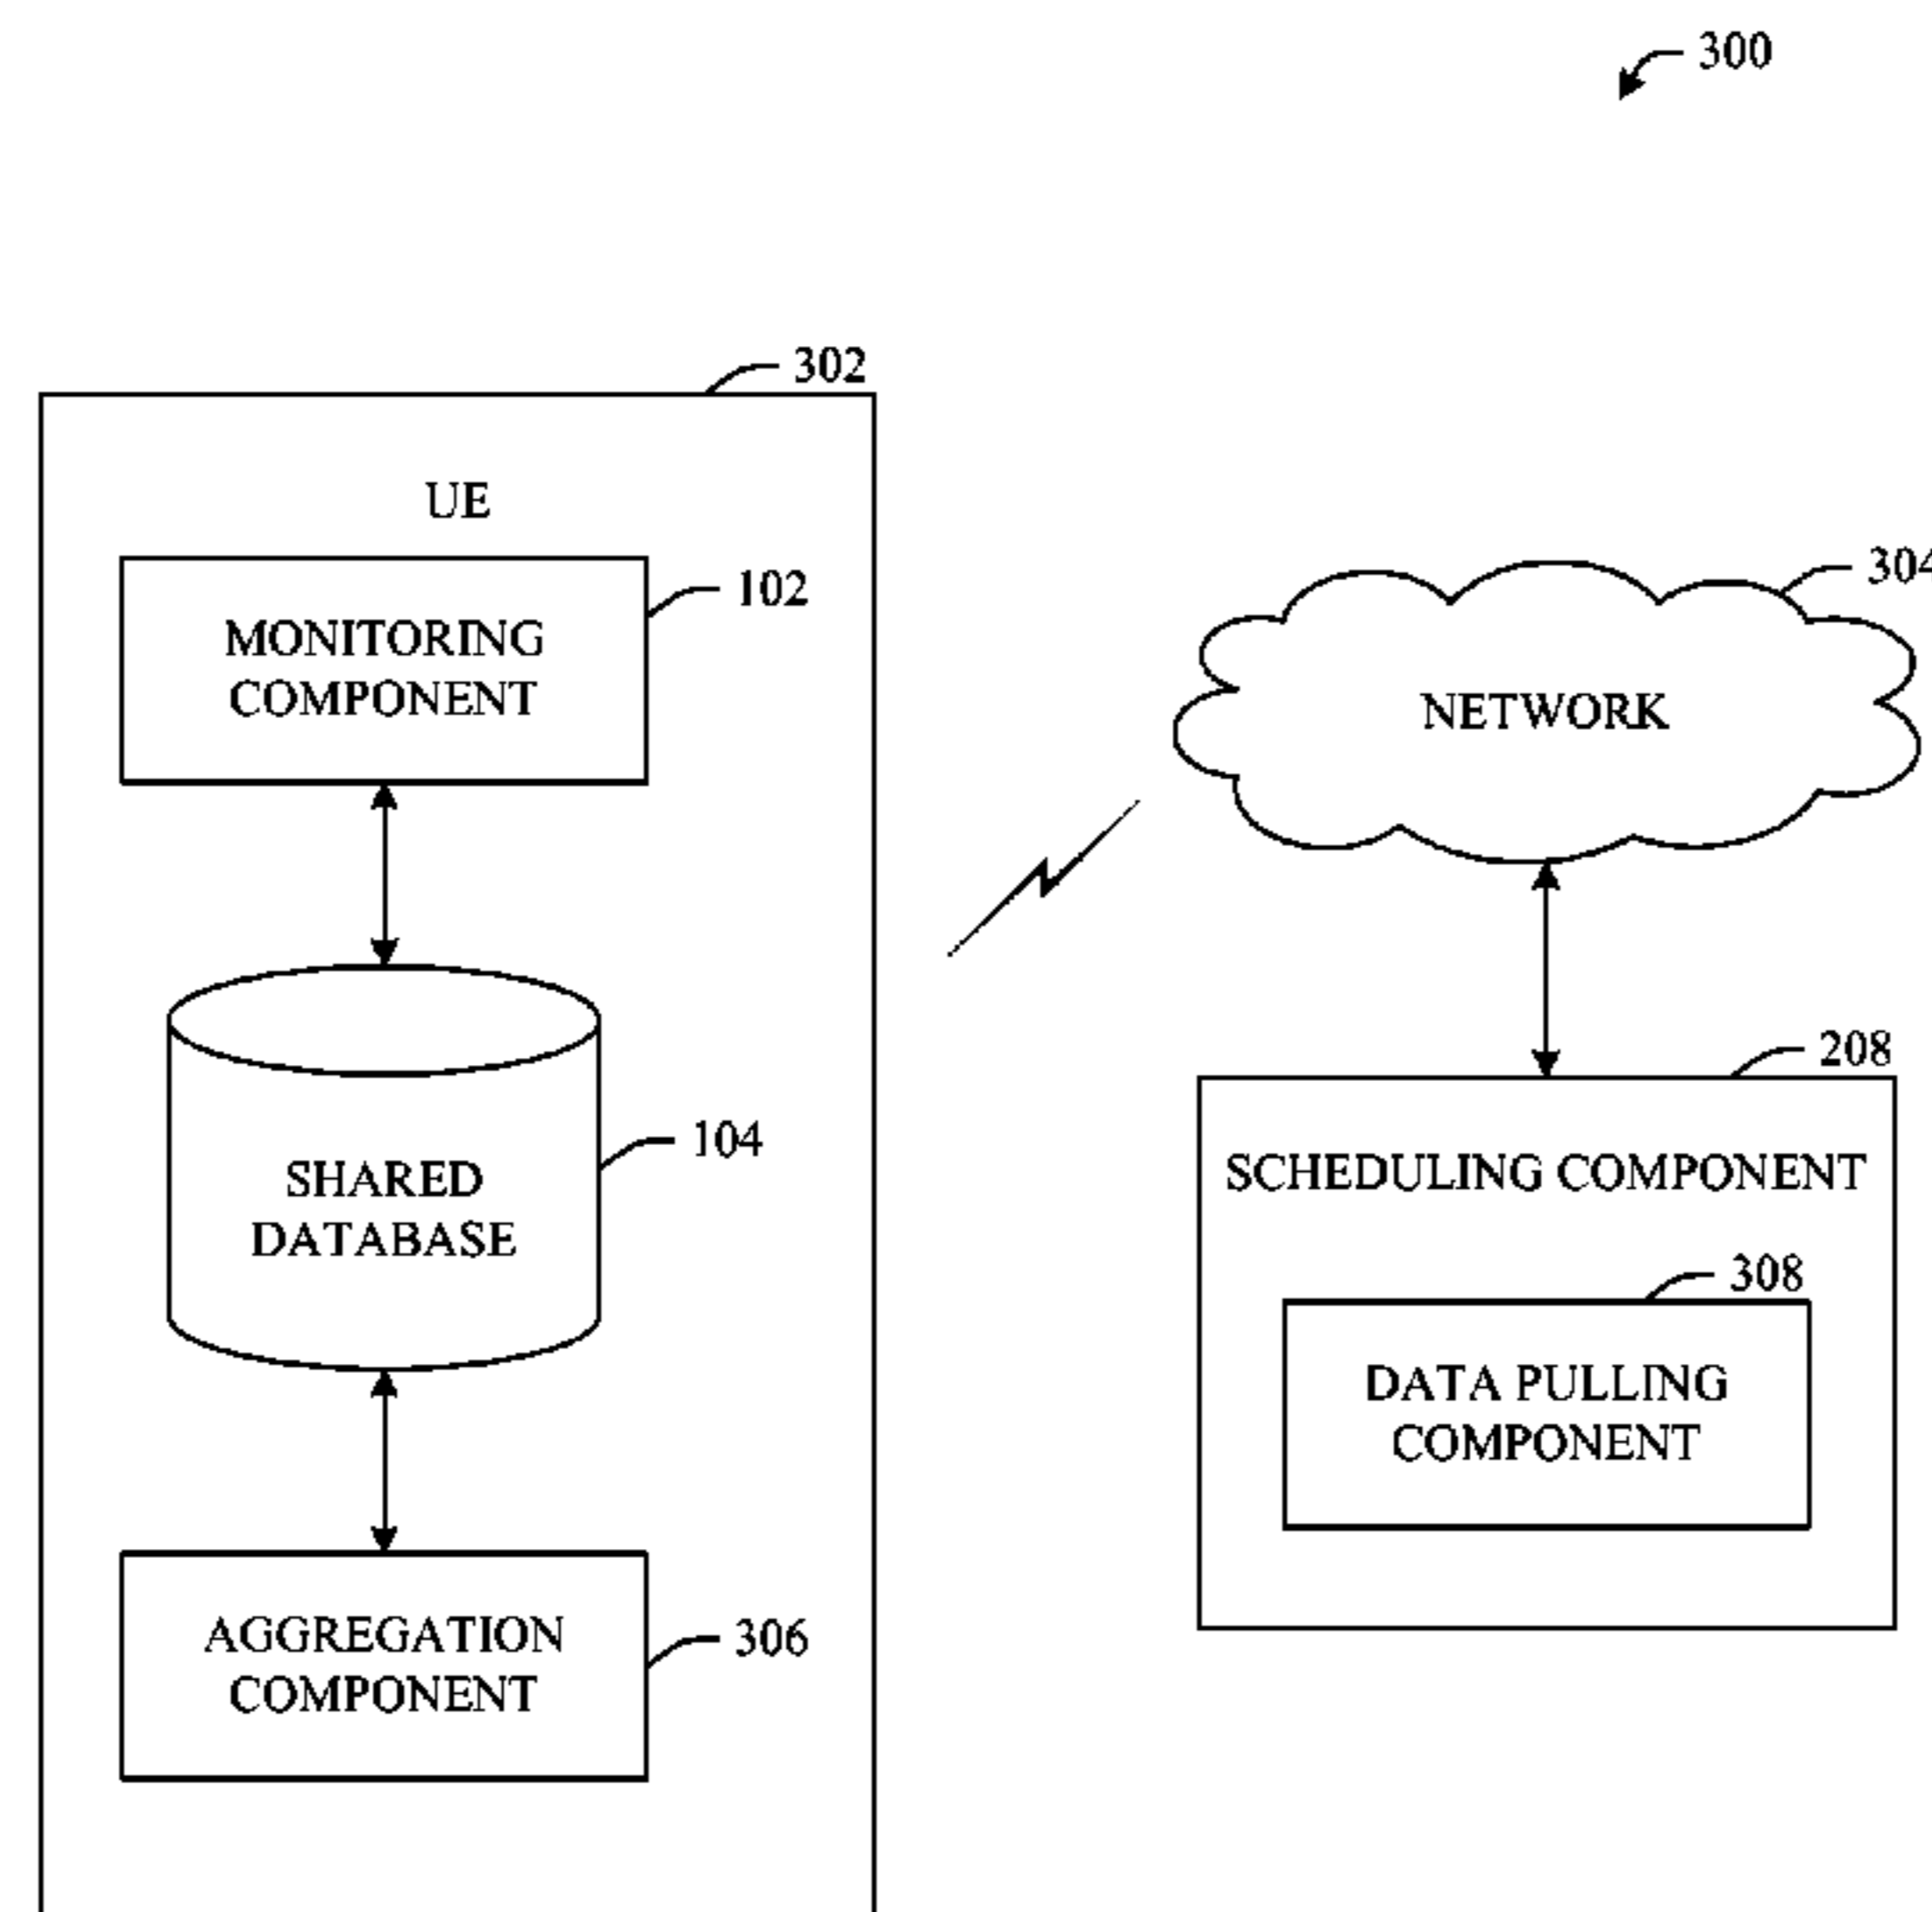 300
302
UE
102
MONITORING
COMPONENT
304
NETWORK
208
104
SCHEDULING COMPONENT
SHARED
DATABASE
308
DATA PULLING
COMPONENT
306
AGGREGATION
COMPONENT